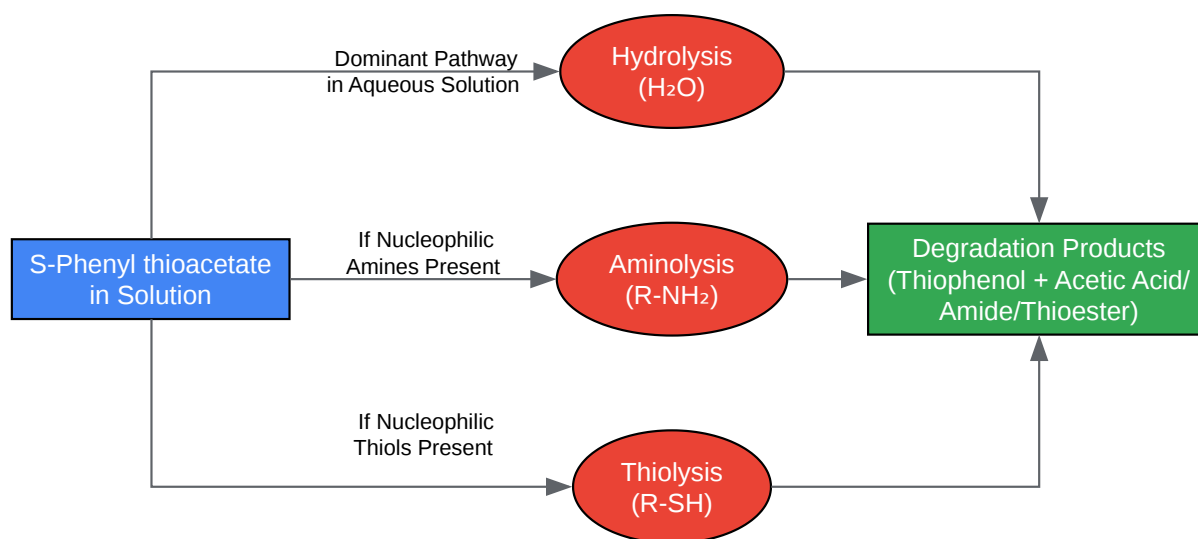 Dominant Pathway
in Aqueous Solution
Hydrolysis
(H₂O)
S-Phenyl thioacetate
in Solution
If Nucleophilic
Amines Present
Aminolysis
(R-NH₂)
Degradation Products
(Thiophenol + Acetic Acid/
Amide/Thioester)
If Nucleophilic
Thiols Present
Thiolysis
(R-SH)